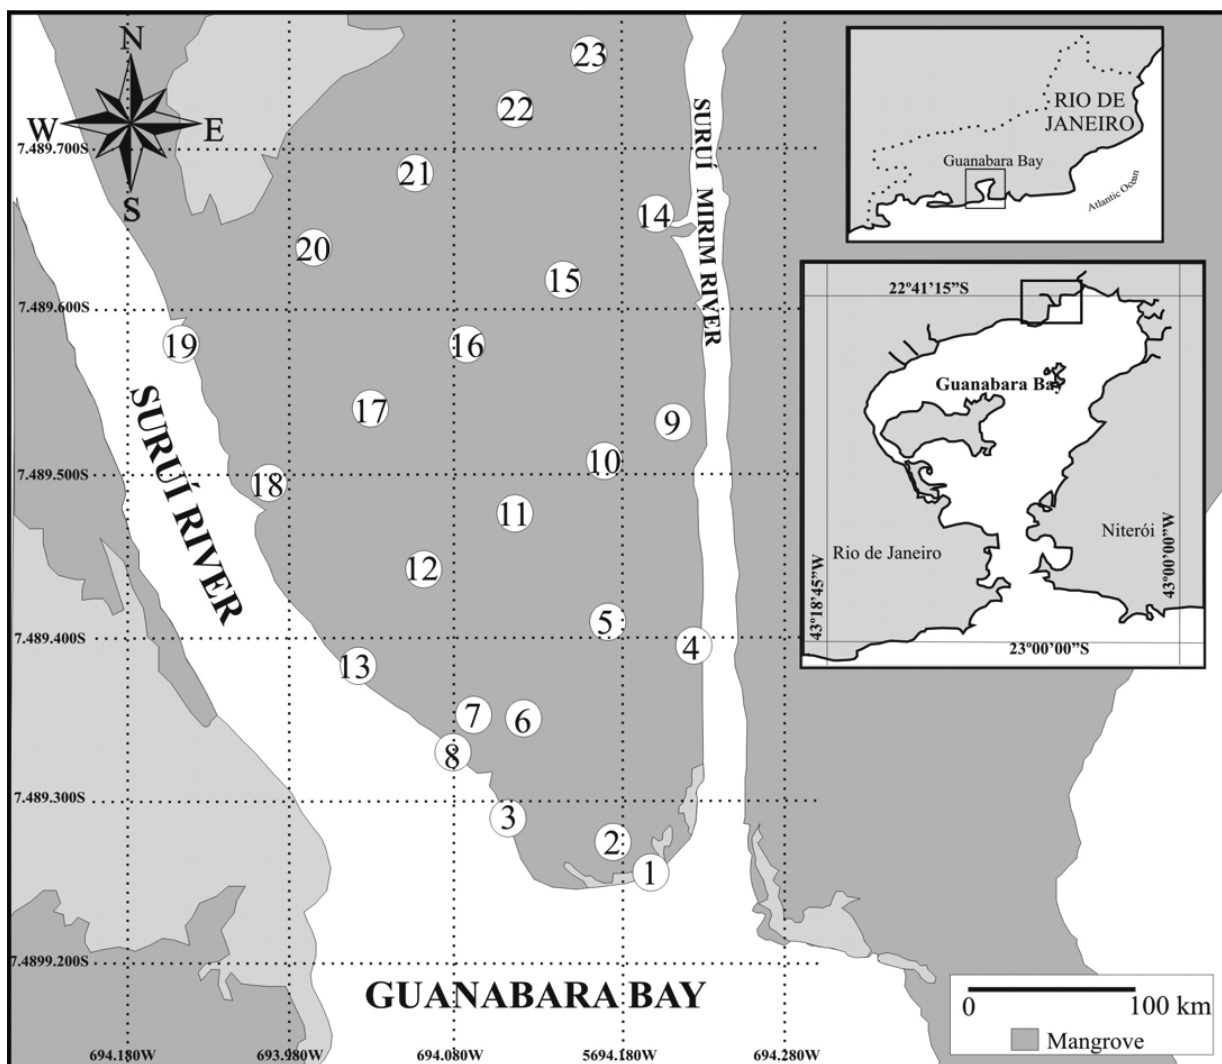 N
W
E
S
7.489.700S
7.489.600S
7.489.500S
7.489.400S
7.489.300S
7.4899.200S
694.180W
693.980W
694.080W
5694.180W
694.280W
23
22
21
14
20
15
19
16
17
9
10
18
11
12
5
4
13
7
6
8
3
2
1
SURUÍ RIVER
SURUÍ MIRIM RIVER
GUANABARA BAY
RIO DE
JANEIRO
Guanabara Bay
Atlantic Ocean
22º41'15”S
Guanabara Bay
Niterói
Rio de Janeiro
43º18'45”W
43º00'00”W
23º00'00”S
0
100 km
Mangrove